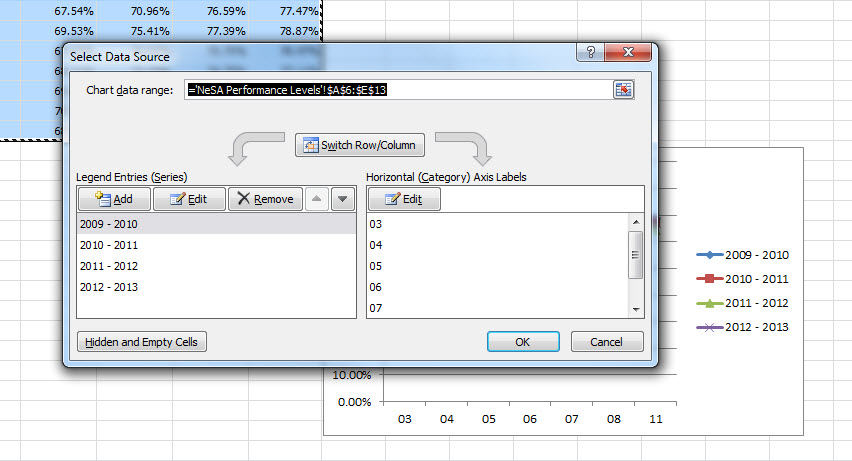 67.54% 70.96% 76.59% 77.47%
69.53% 75.41% 77.39% 78.87%
Select Data Source
Chart data range: ='NeSA Performance Levels'!$A$6:$E$13
Switch Row/Column
Legend Entries (Series)
Add Edit Remove
2009 - 2010
2010 - 2011
2011 - 2012
2012 - 2013
Horizontal (Category) Axis Labels
Edit
03
04
05
06
07
Hidden and Empty Cells
OK Cancel
2009 - 2010
2010 - 2011
2011 - 2012
2012 - 2013
10.00%
0.00%
03 04 05 06 07 08 11